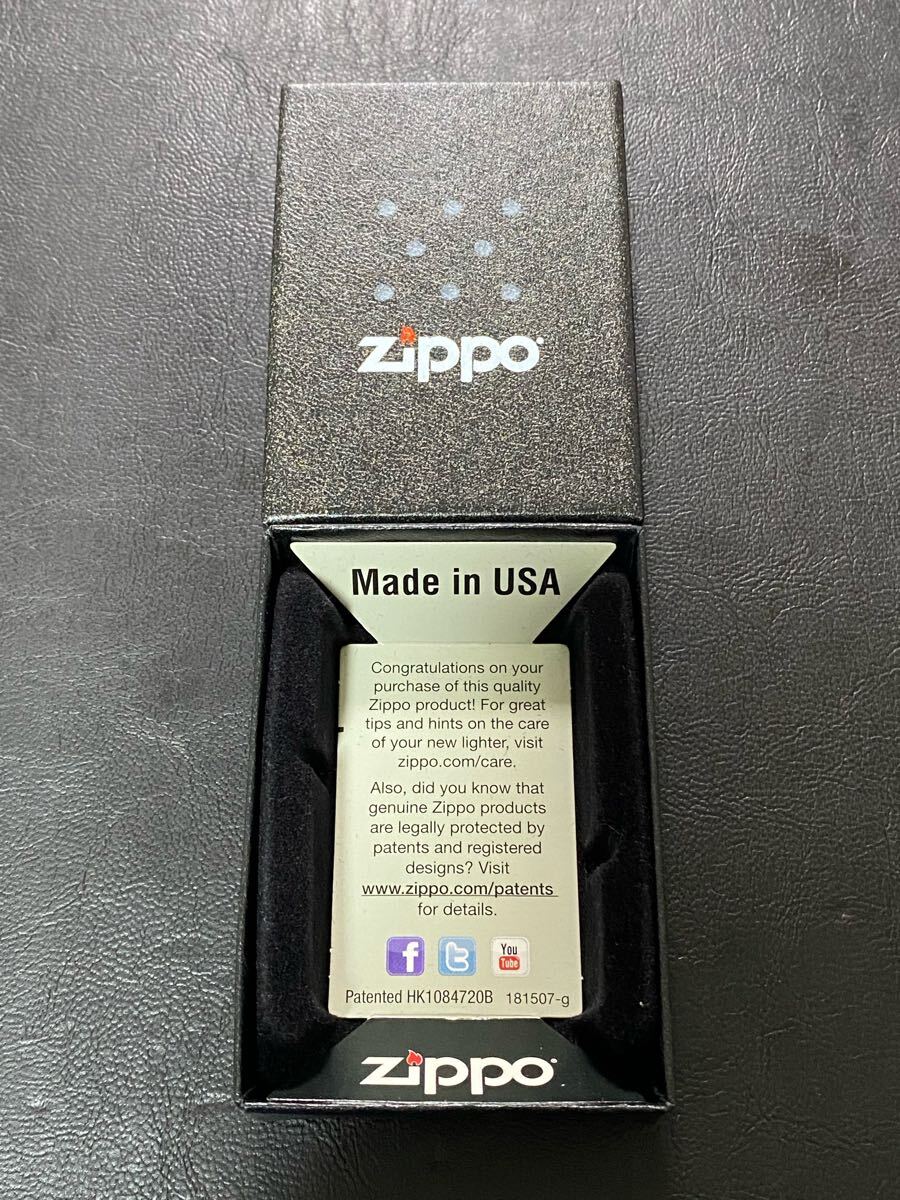 zippo
Made in USA
Congratulations on your
purchase of this quality
Zippo product! For great
tips and hints on the care
of your new lighter, visit
zippo.com/care.
Also, did you know that
genuine Zippo products
are legally protected by
patents and registered
designs? Visit
www.zippo.com/patents
for details.
f t You Tube
Patented HK1084720B 181507-g
zippo